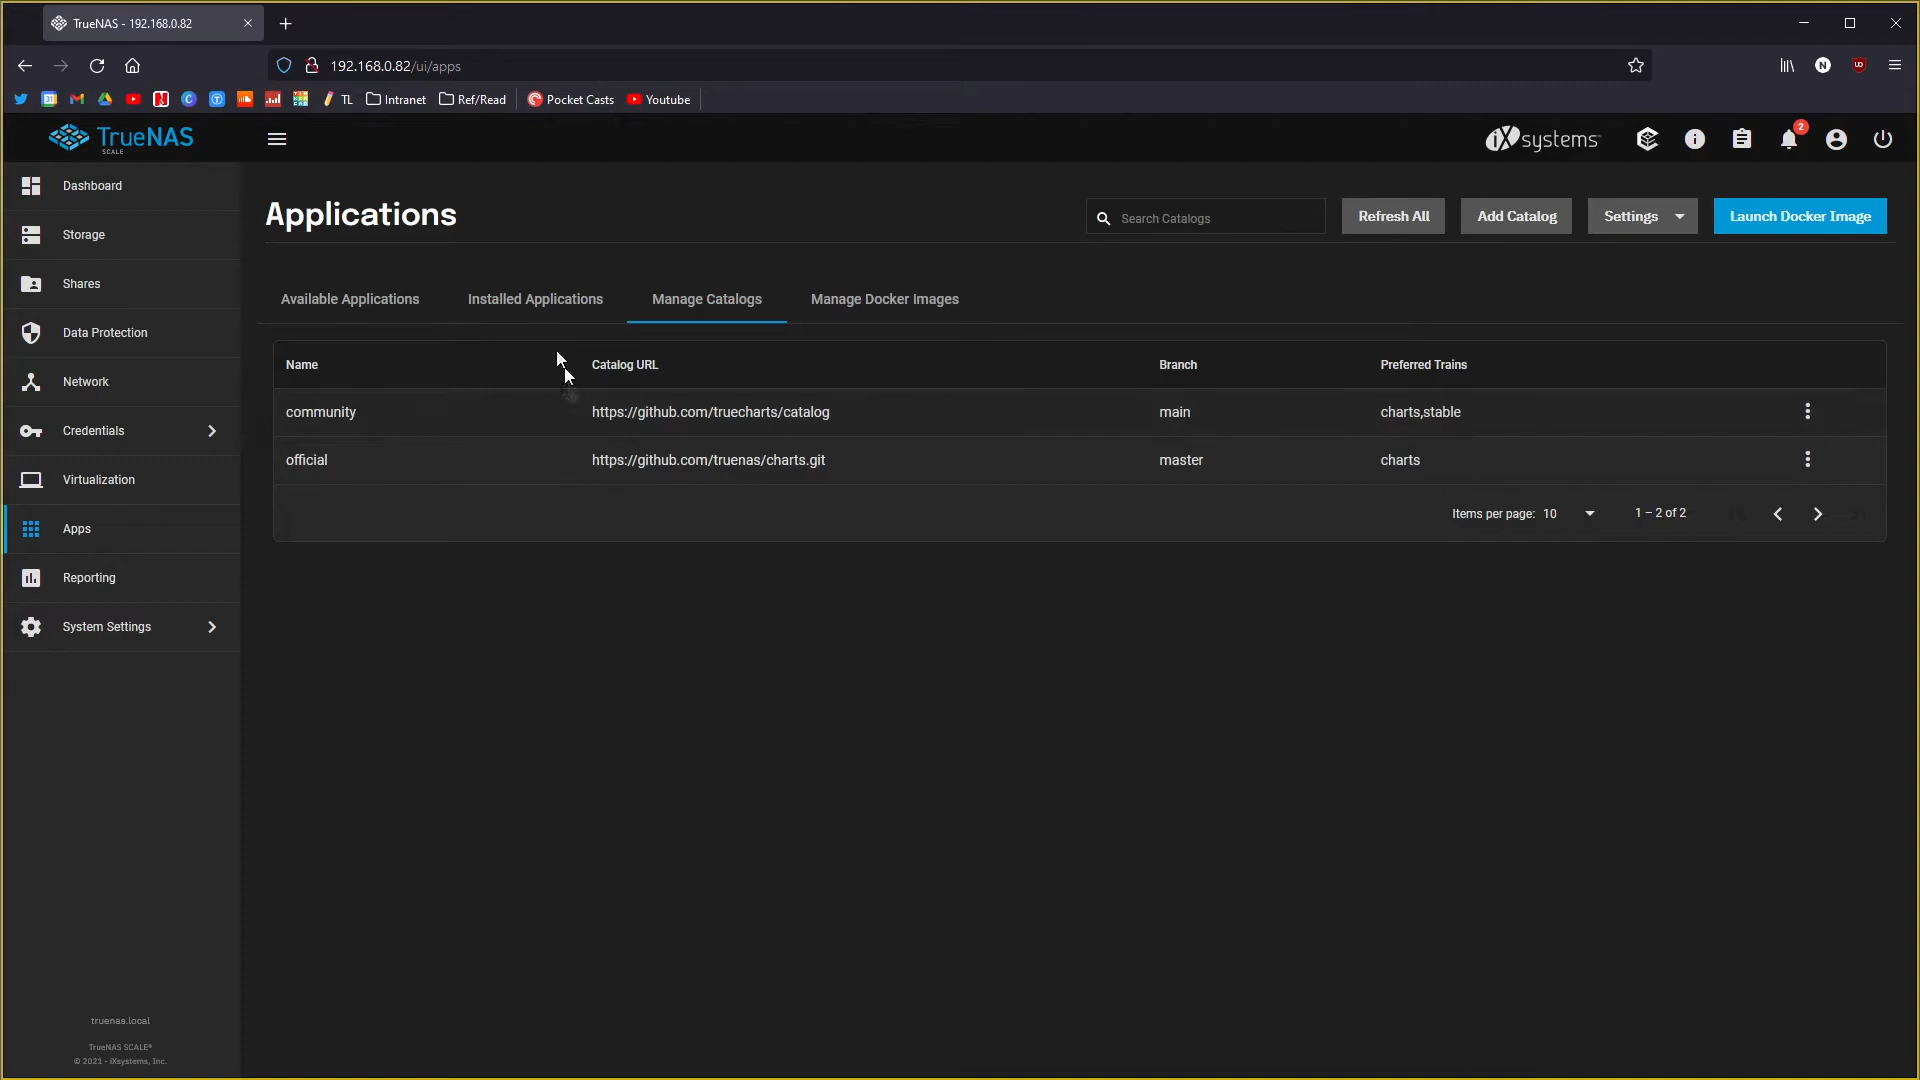 TrueNAS - 192.168.0.82
192.168.0.82/ui/apps
TL
Intranet
Ref/Read
Pocket Casts
Youtube
TrueNAS
SCALE
iXsystems
2
Dashboard
Storage
Shares
Data Protection
Network
Credentials
Virtualization
Apps
Reporting
System Settings
truenas.local
TrueNAS SCALE®
© 2021 - iXsystems, Inc.
Applications
Search Catalogs
Refresh All
Add Catalog
Settings
Launch Docker Image
Available Applications
Installed Applications
Manage Catalogs
Manage Docker Images
Name Catalog URL Branch Preferred Trains
community https://github.com/truecharts/catalog main charts,stable
official https://github.com/truenas/charts.git master charts
Items per page: 10 1 – 2 of 2